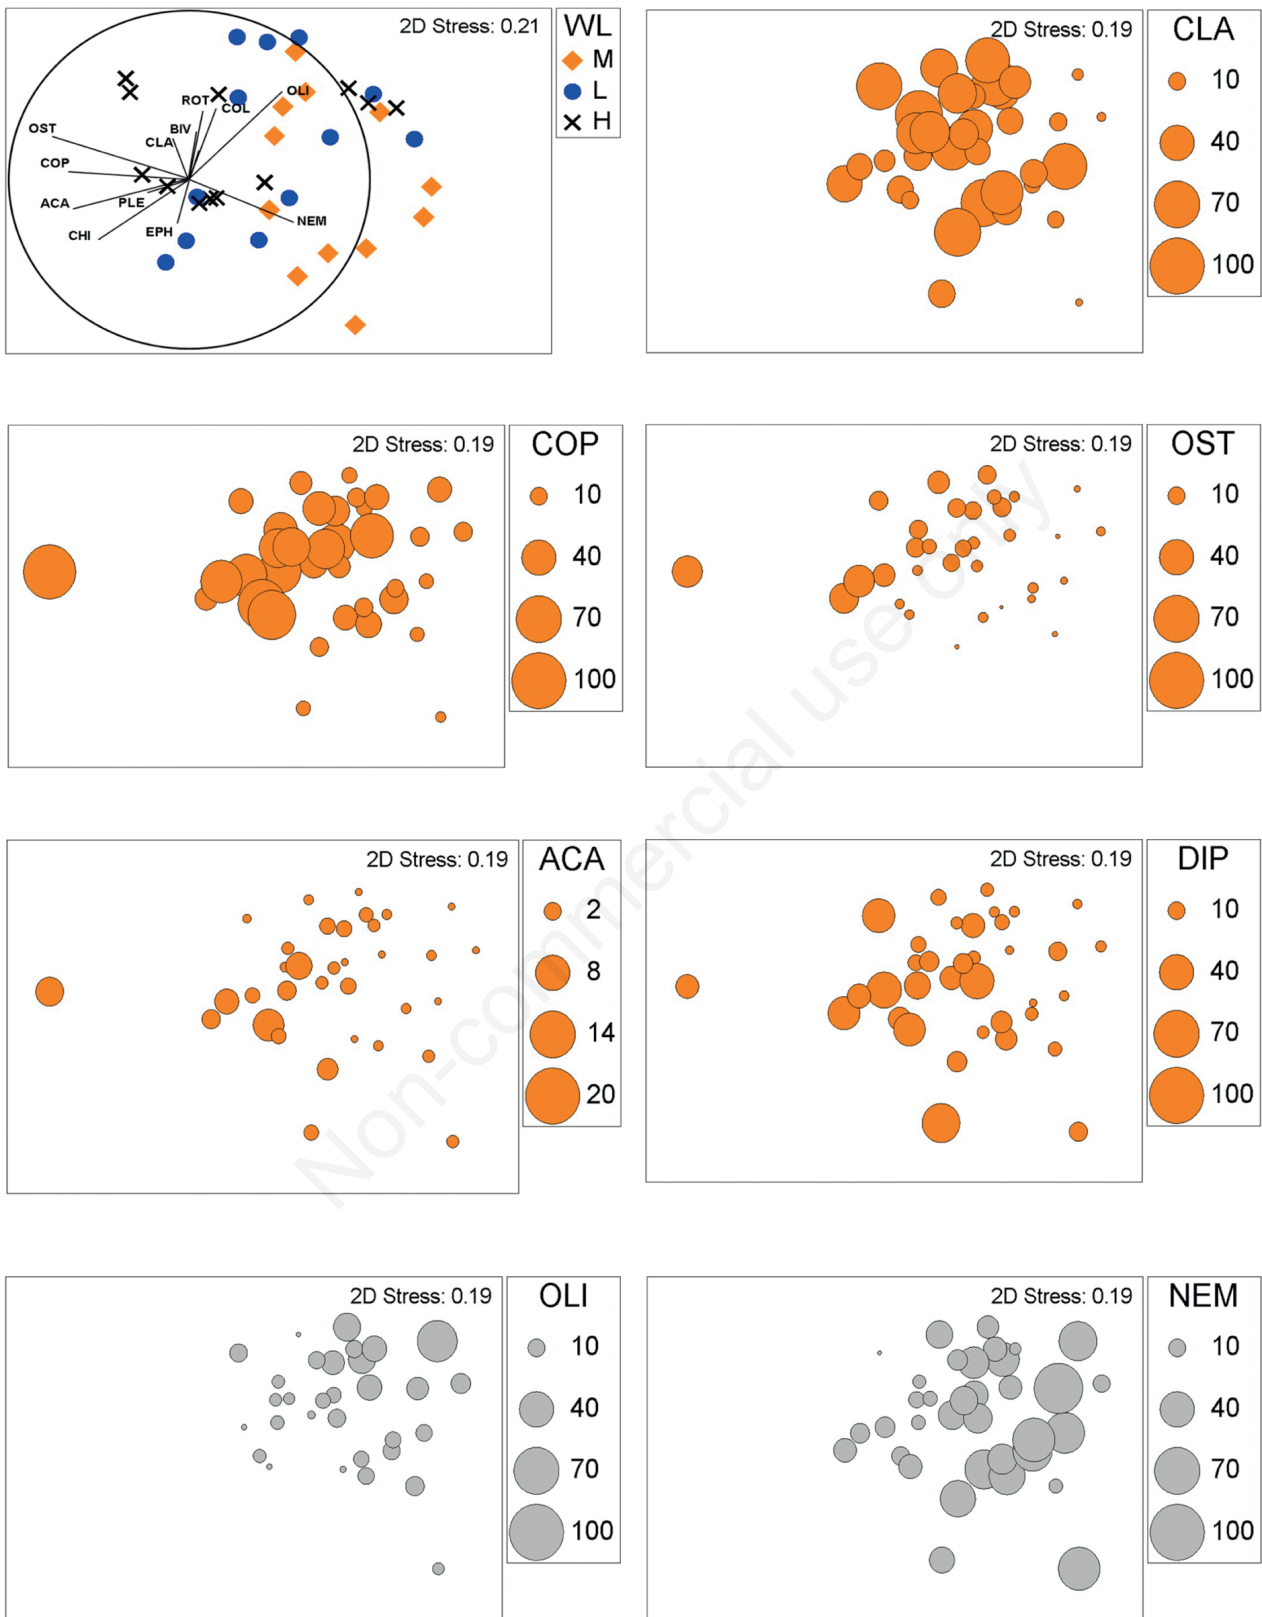 2D Stress: 0.21
WL
M
L
H
ROT
COL
OLI
BIV
OST
CLA
COP
ACA
PLE
NEM
CHI
EPH
2D Stress: 0.19
CLA
10
40
70
100
2D Stress: 0.19
COP
10
40
70
100
2D Stress: 0.19
OST
10
40
70
100
2D Stress: 0.19
ACA
2
8
14
20
2D Stress: 0.19
DIP
10
40
70
100
2D Stress: 0.19
OLI
10
40
70
100
2D Stress: 0.19
NEM
10
40
70
100
Non-commercial use only